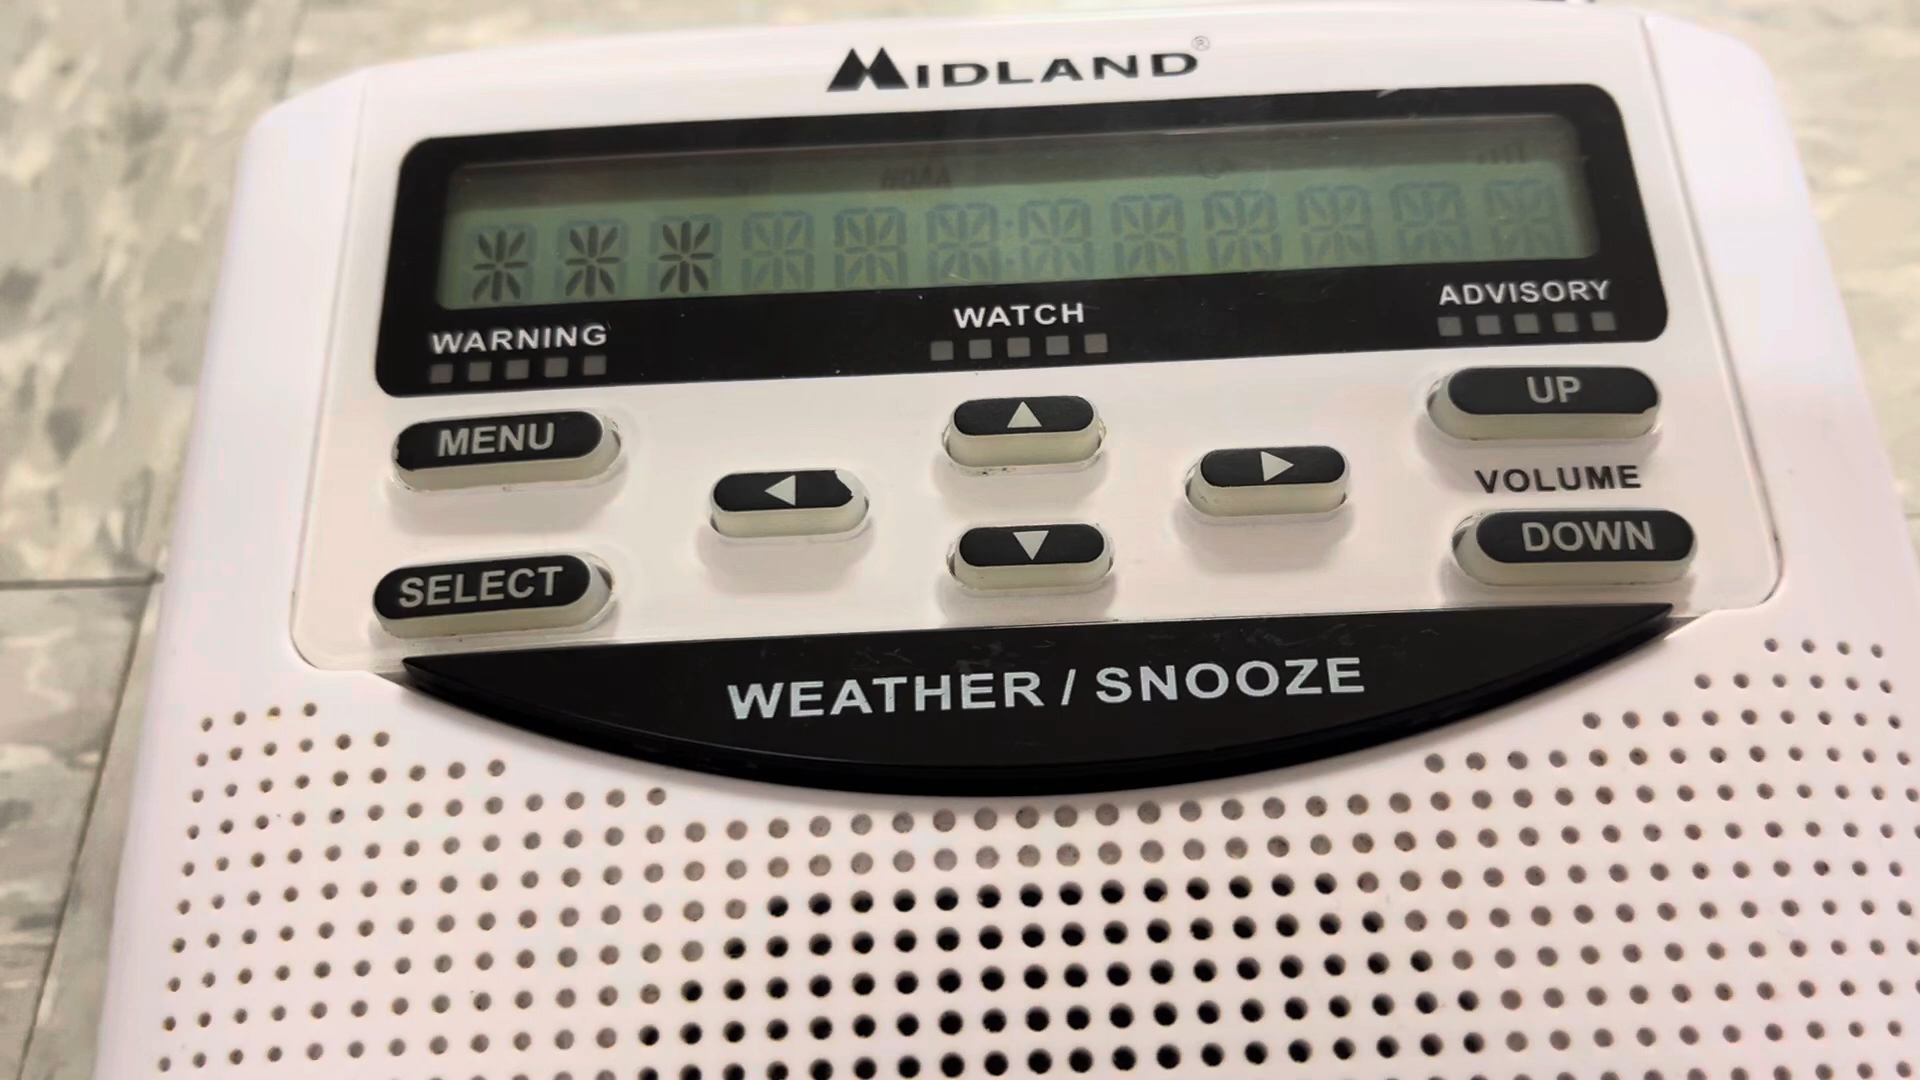 MIDLAND®
***
WARNING
WATCH
ADVISORY
MENU
UP
VOLUME
SELECT
DOWN
WEATHER / SNOOZE